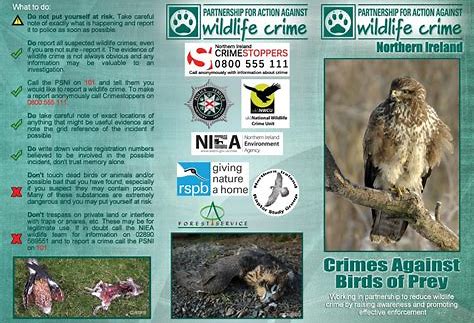 What to do:
Do not put yourself at risk. Take careful
note of exactly what is happening and report
it to police as soon as possible.
Do report all suspected wildlife crimes; even
if you are not sure - report it. The evidence of
wildlife crime is not always obvious and any
information may be valuable to an
investigation.
Call the PSNI on 101 and tell them you
would like to report a wildlife crime. To make
a report anonymously call Crimestoppers on
0800 555 111
Do take careful note of exact locations of
anything that might be useful evidence and
note the grid reference of the incident if
possible.
Do write down vehicle registration numbers
believed to be involved in the possible
incident, don't trust memory alone.
Don't touch dead birds or animals and/or
possible bait that you have found, especially
if you suspect they may contain poison.
Many of these substances are extremely
dangerous and you may put yourself at risk.
Don't trespass on private land or interfere
with traps or snares, etc. These may be for
legitimate use. If in doubt call the NIEA
wildlife team for information on 02890
569551 and to report a crime call the PSNI
on 101
PARTNERSHIP FOR ACTION AGAINST
wildlife crime
Northern Ireland
CRIMESTOPPERS
0800 555 111
Call anonymously with information about crime
uk NWCU
uk National Wildlife
Crime Unit
NIEA
Northern Ireland
Environment
Agency
rspb
giving
nature
a home
Northern Ireland
Raptor Study Group
FOREST SERVICE
PARTNERSHIP FOR ACTION AGAINST
wildlife crime
Northern Ireland
Crimes Against
Birds of Prey
Working in partnership to reduce wildlife
crime by raising awareness and promoting
effective enforcement